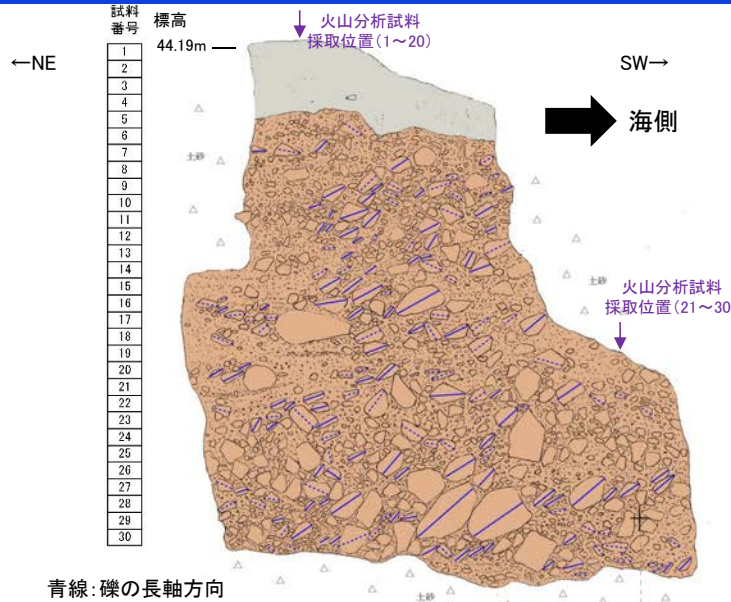 試料
番号
標高
44.19m
火山分析試料
採取位置(1～20)
←NE
SW→
海側
1
2
3
4
5
6
7
8
9
10
11
12
13
14
15
16
17
18
19
20
21
22
23
24
25
26
27
28
29
30
土砂
土砂
火山分析試料
採取位置(21～30
青線:礫の長軸方向
土砂